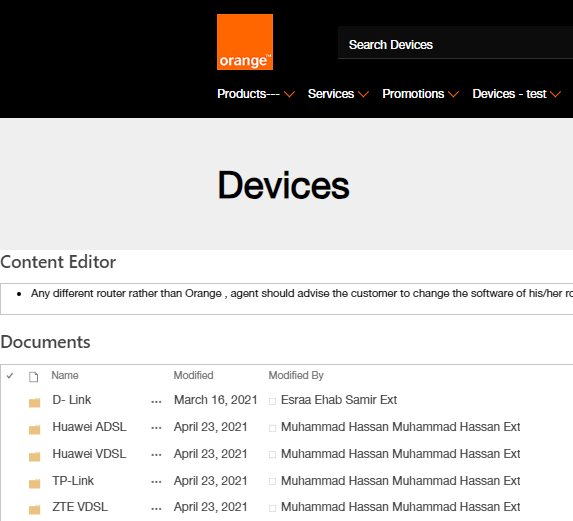 orange™
Search Devices
Products---
Services
Promotions
Devices - test
Devices
Content Editor
• Any different router rather than Orange , agent should advise the customer to change the software of his/her
Documents
Name Modified Modified By
D- Link ... March 16, 2021 Esraa Ehab Samir Ext
Huawei ADSL ... April 23, 2021 Muhammad Hassan Muhammad Hassan Ext
Huawei VDSL ... April 23, 2021 Muhammad Hassan Muhammad Hassan Ext
TP-Link ... April 23, 2021 Muhammad Hassan Muhammad Hassan Ext
ZTE VDSL ... April 23, 2021 Muhammad Hassan Muhammad Hassan Ext